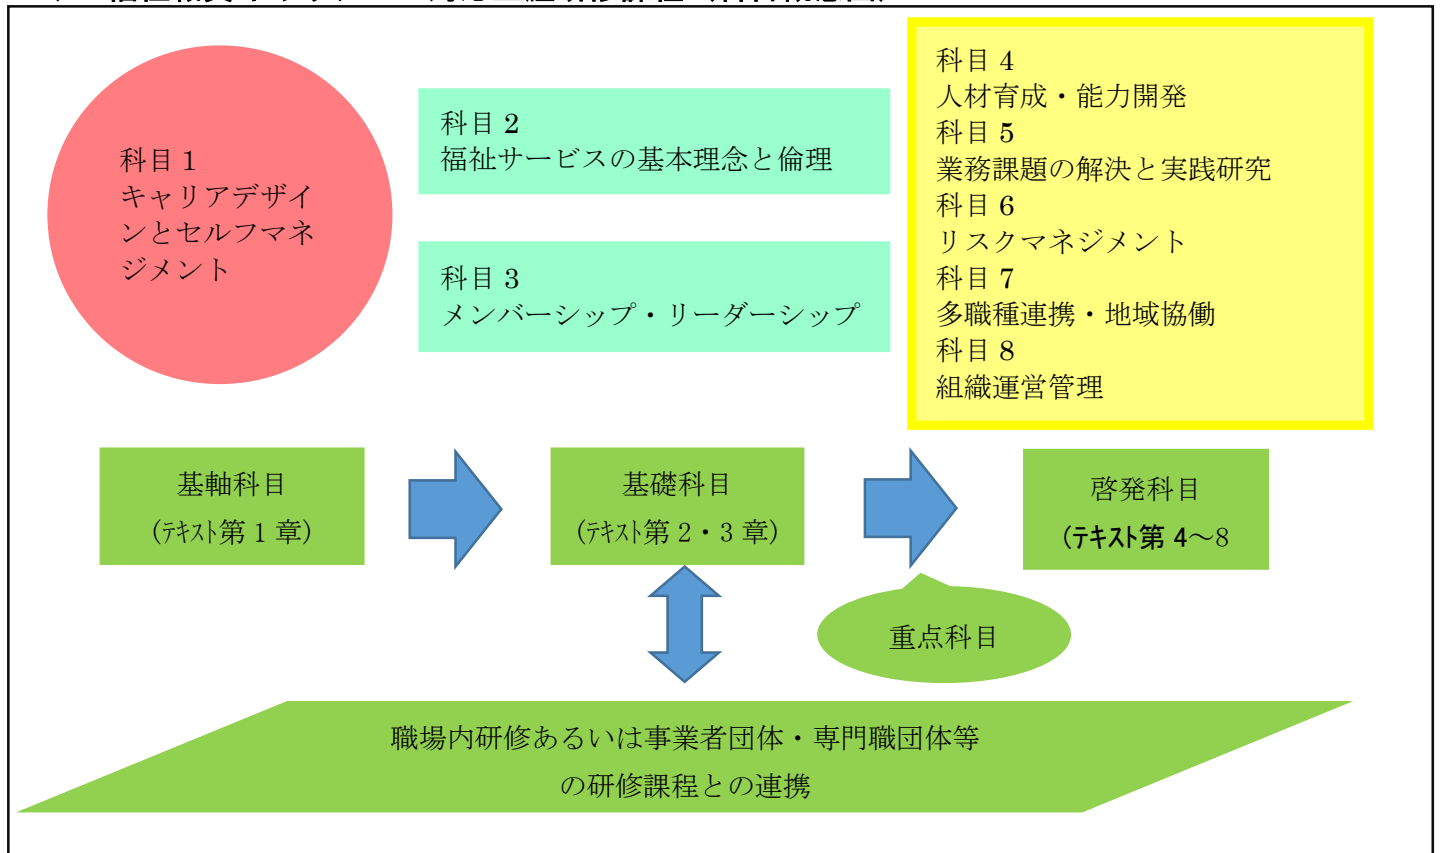 科目 1
キャリアデザイ
ンとセルフマネ
ジメント
科目 2
福祉サービスの基本理念と倫理
科目 3
メンバーシップ・リーダーシップ
科目 4
人材育成・能力開発
科目 5
業務課題の解決と実践研究
科目 6
リスクマネジメント
科目 7
多職種連携・地域協働
科目 8
組織運営管理
基軸科目
(ﾃｷｽﾄ第 1 章)
基礎科目
(ﾃｷｽﾄ第 2・3 章)
啓発科目
(ﾃｷｽﾄ第 4～8
重点科目
職場内研修あるいは事業者団体・専門職団体等
の研修課程との連携